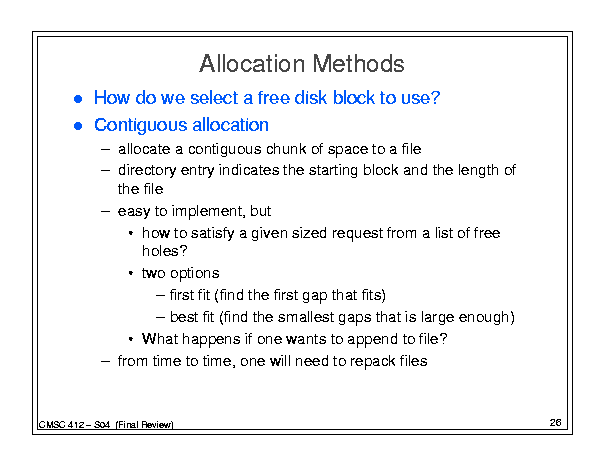 Allocation Methods
● How do we select a free disk block to use?
● Contiguous allocation
– allocate a contiguous chunk of space to a file
– directory entry indicates the starting block and the length of
the file
– easy to implement, but
• how to satisfy a given sized request from a list of free
holes?
• two options
– first fit (find the first gap that fits)
– best fit (find the smallest gaps that is large enough)
• What happens if one wants to append to file?
– from time to time, one will need to repack files
CMSC 412 – S04 (Final Review)
26